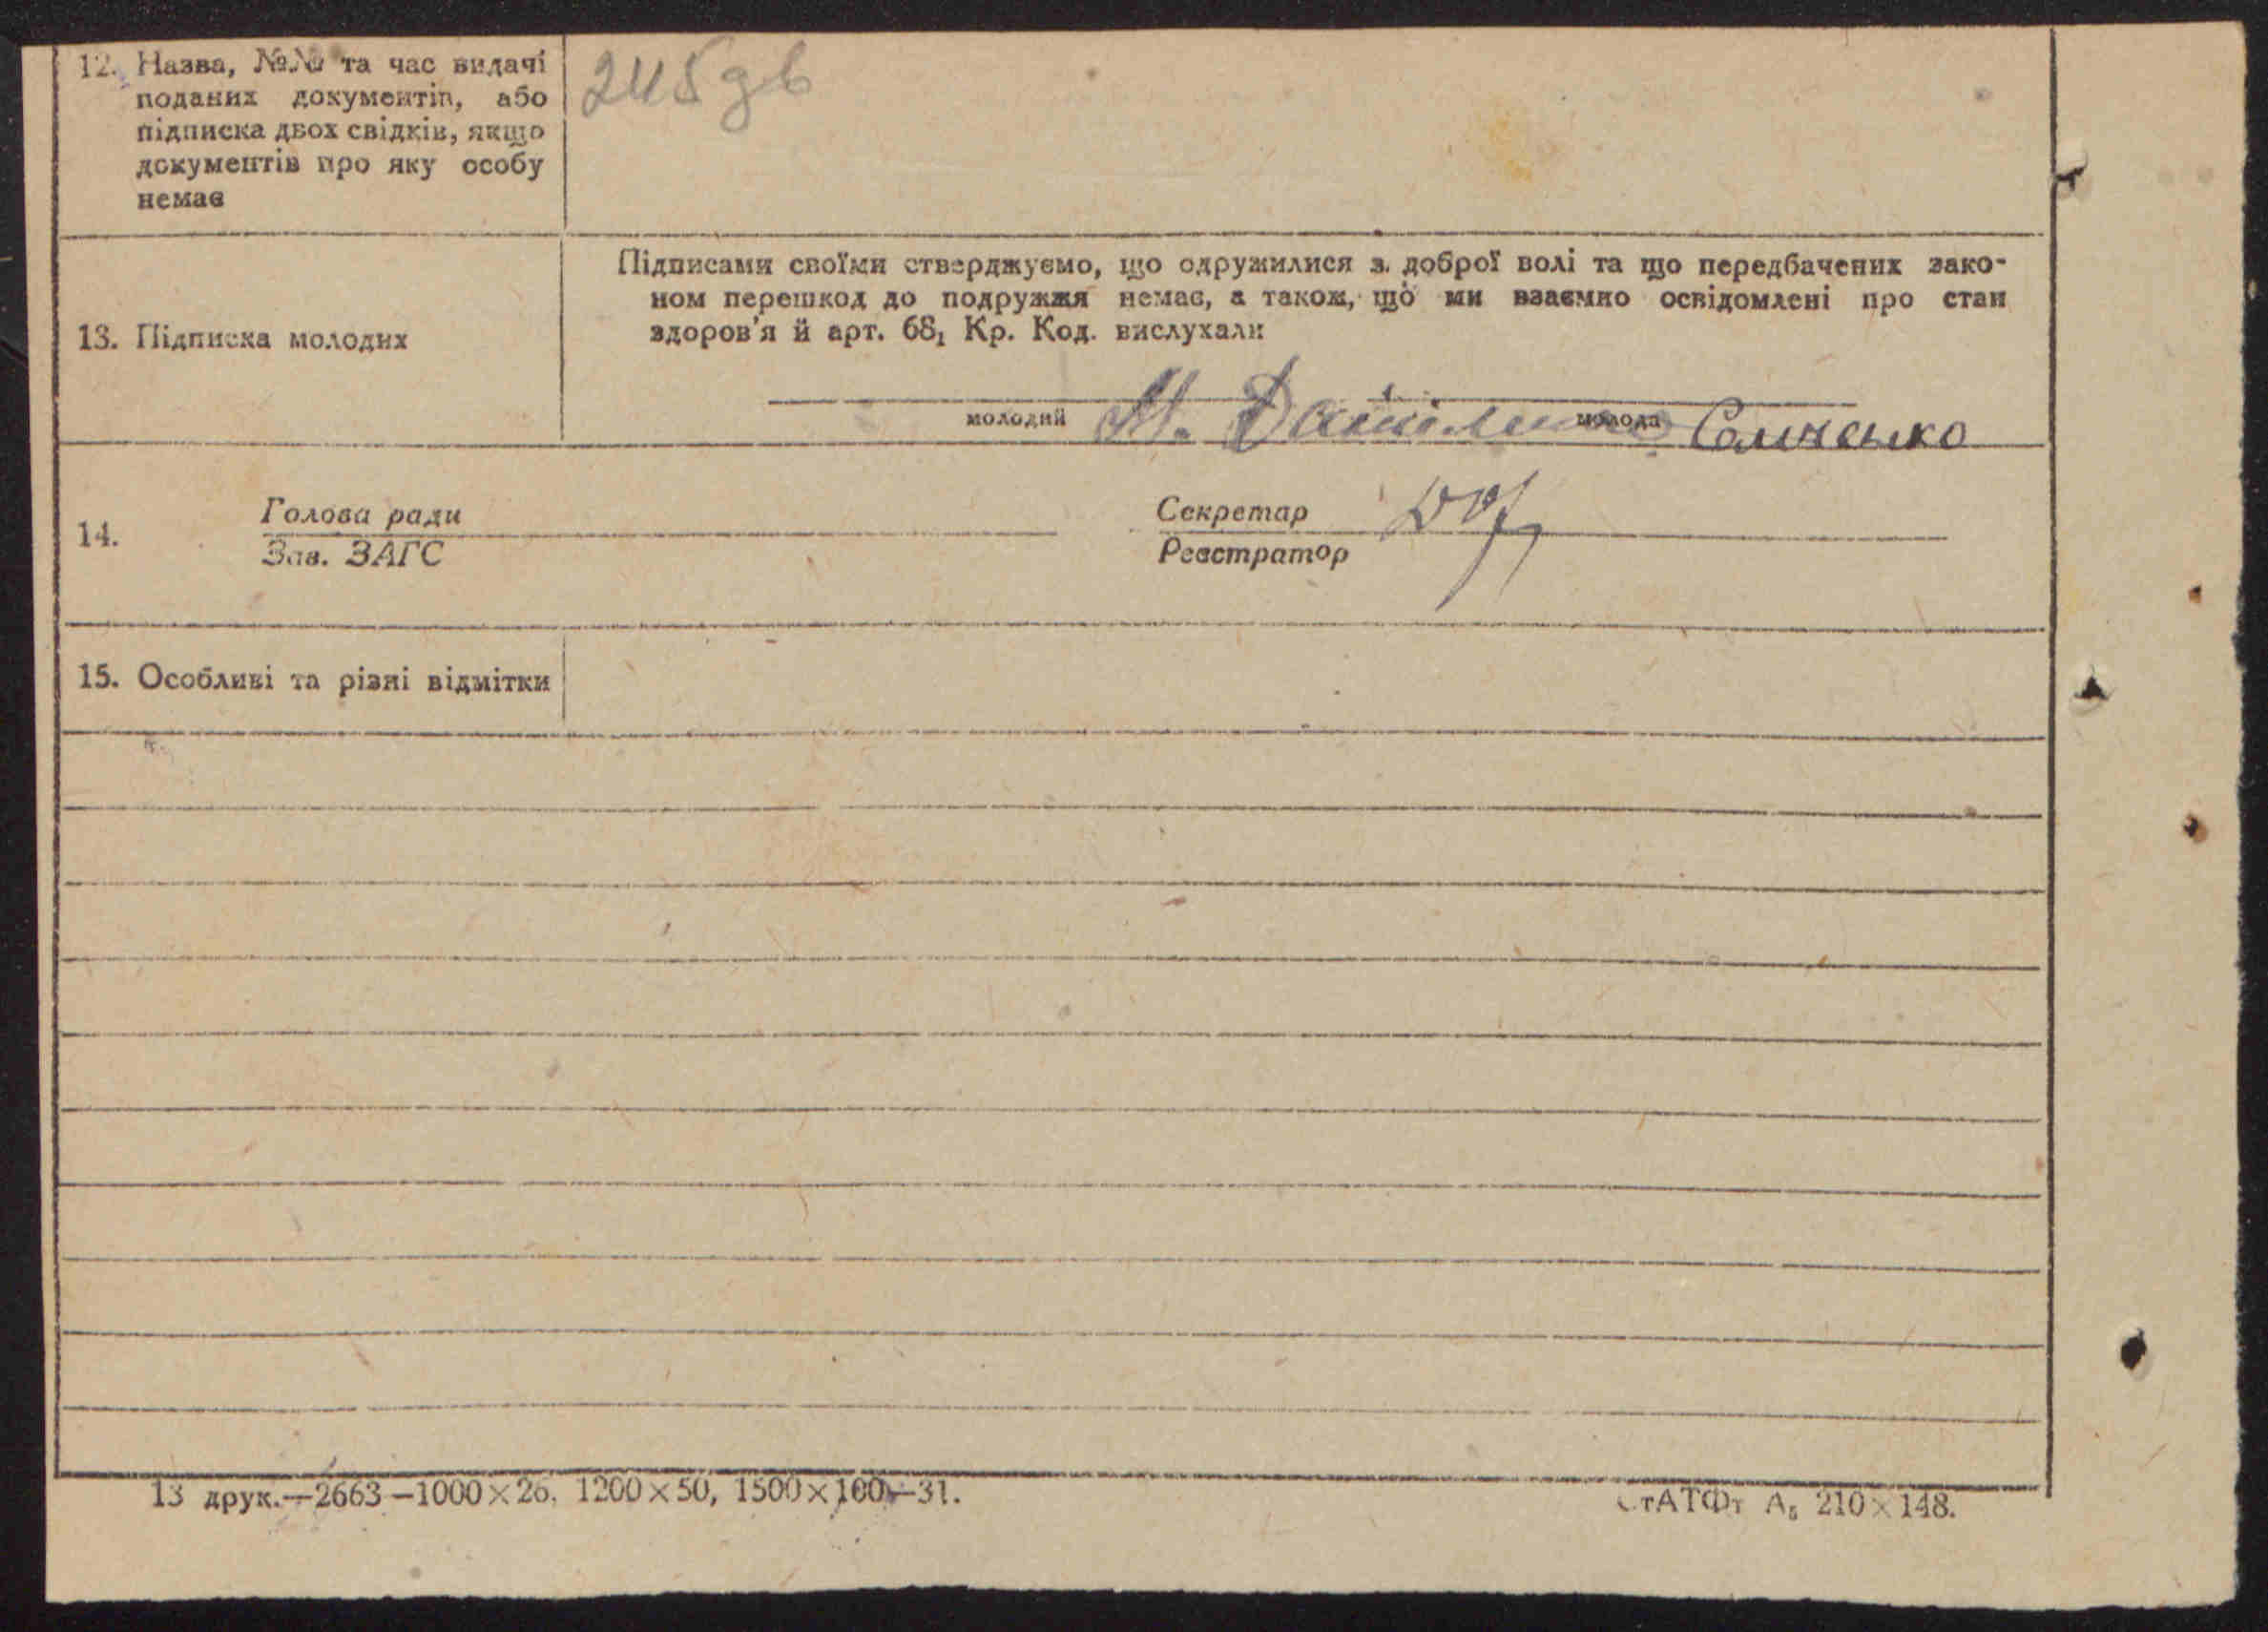 12. Назва, №№ та час видачі
поданих документів, або
підписка двох свідків, якщо
документів про яку особу
немає
245 дв
13. Підписка молодих
Підписами своїми стверджуємо, що одружилися з доброї волі та що передбачених зако-
ном перешкод до подружжя немає, а також, що ми взаємно освідомлені про стан
здоров'я й арт. 68₁ Кр. Код. вислухали
молодий М. молода
14. Голова ради Секретар
Зав. ЗАГС Реєстратор
15. Особливі та різні відмітки
13 друк.—2663—1000×26, 1200×50, 1500×100—31.
СтАТФт А₅ 210×148.